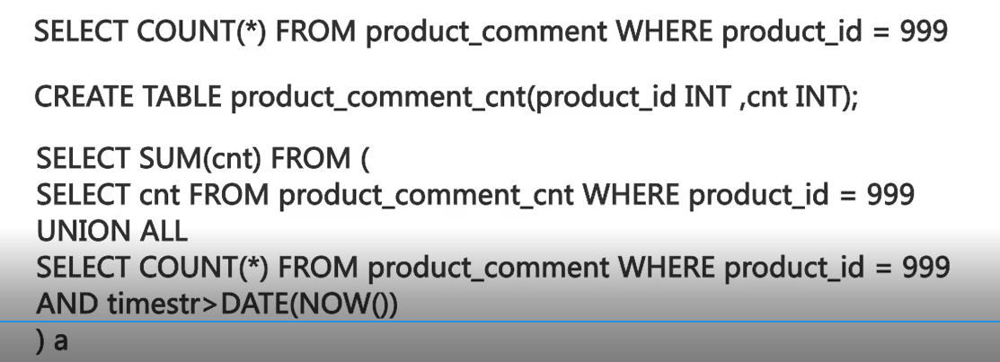 SELECT COUNT(*) FROM product_comment WHERE product_id = 999
CREATE TABLE product_comment_cnt(product_id INT ,cnt INT);
SELECT SUM(cnt) FROM (
SELECT cnt FROM product_comment_cnt WHERE product_id = 999
UNION ALL
SELECT COUNT(*) FROM product_comment WHERE product_id = 999
AND timestr>DATE(NOW())
) a